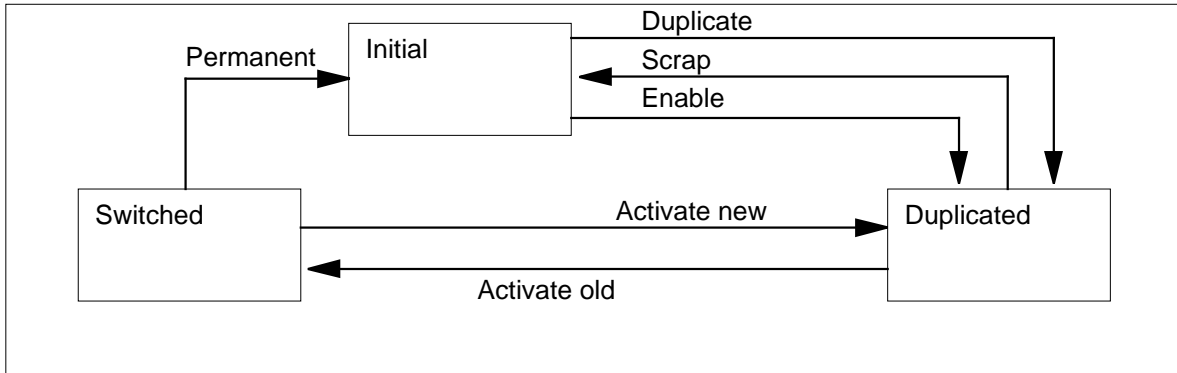 Duplicate
Permanent
Initial
Scrap
Enable
Switched
Activate new
Duplicated
Activate old